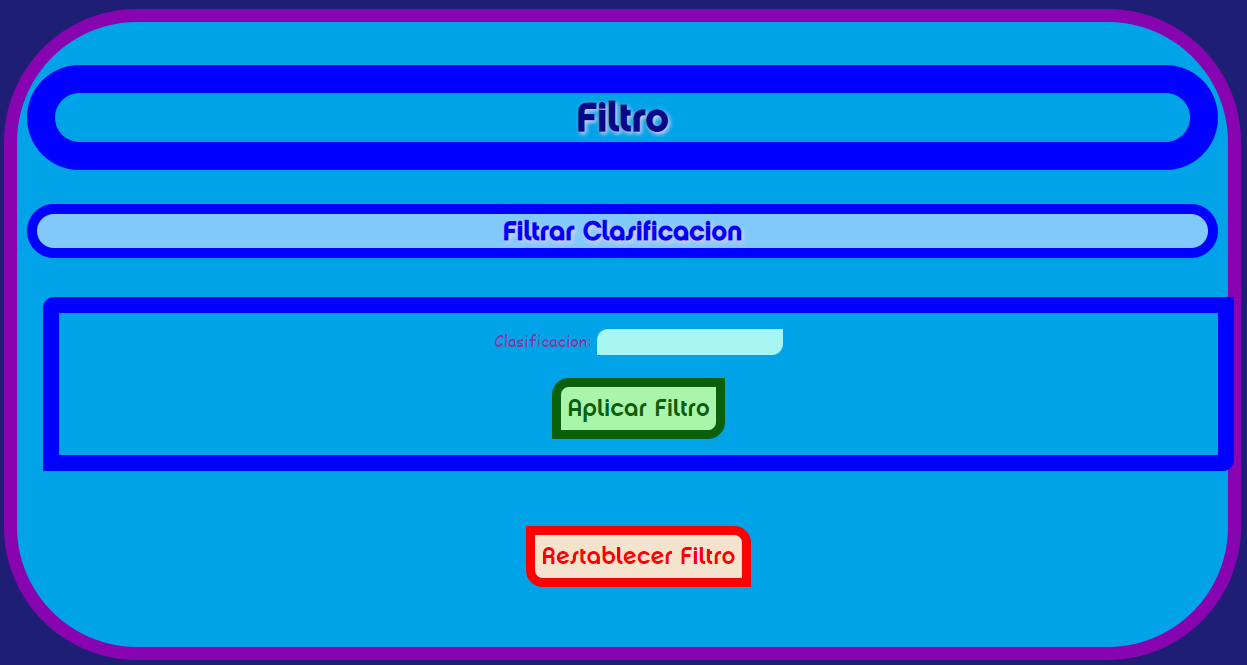 Filtro
Filtrar Clasificacion
Clasificacion:
Aplicar Filtro
Restablecer Filtro